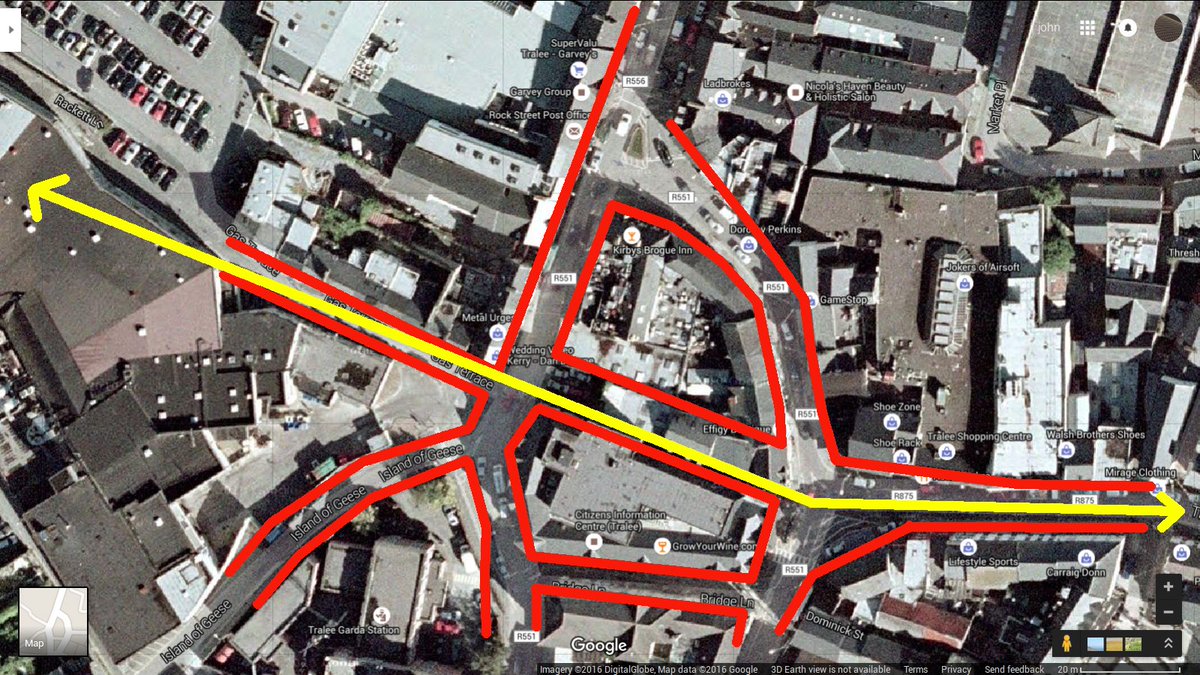 john
SuperValu
Tralee - Garvey's
R556
Ladbrokes
Garvey Group
Nicola's Haven Beauty
& Holistic Salon
Rackett Ln
Market Pl
Rock Street Post Office
R551
Kirbys Brogue Inn
Dorothy Perkins
Gas Terrace
R551
R551
Jokers of Airsoft
GameStop
Metal Urges
Wedding Video
Gas Terrace
Shoe Zone
R551
Effigy
Shoe Rack
Tralee Shopping Centre
Walsh Brothers Shoes
Island of Geese
Mirage Clothing
Island of Geese
R875
R875
Citizens Information
Centre (Tralee)
GrowYourWine.com
Lifestyle Sports
Carraig Donn
R551
Bridge Ln
Bridge Ln
Island of Geese
Tralee Garda Station
Dominick St
R551
Map
Google
Imagery ©2016 DigitalGlobe, Map data ©2016 Google
3D Earth view is not available
Terms
Privacy
Send feedback
20 m